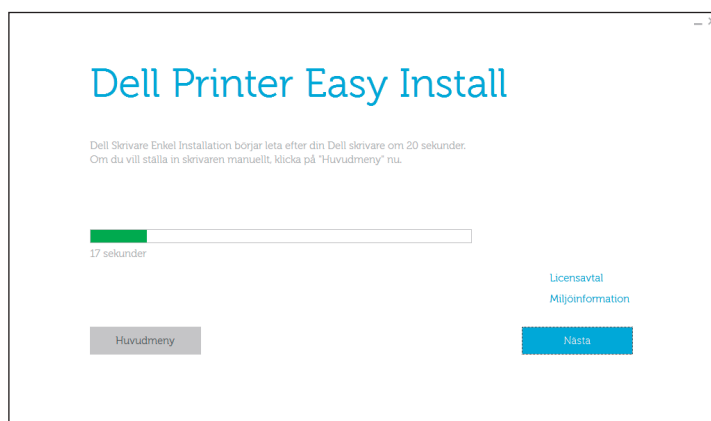 Dell Printer Easy Install
Dell Skrivare Enkel Installation börjar leta efter din Dell skrivare om 20 sekunder.
Om du vill ställa in skrivaren manuellt, klicka på "Huvudmeny" nu.
17 sekunder
Licensavtal
Miljöinformation
Huvudmeny
Nästa